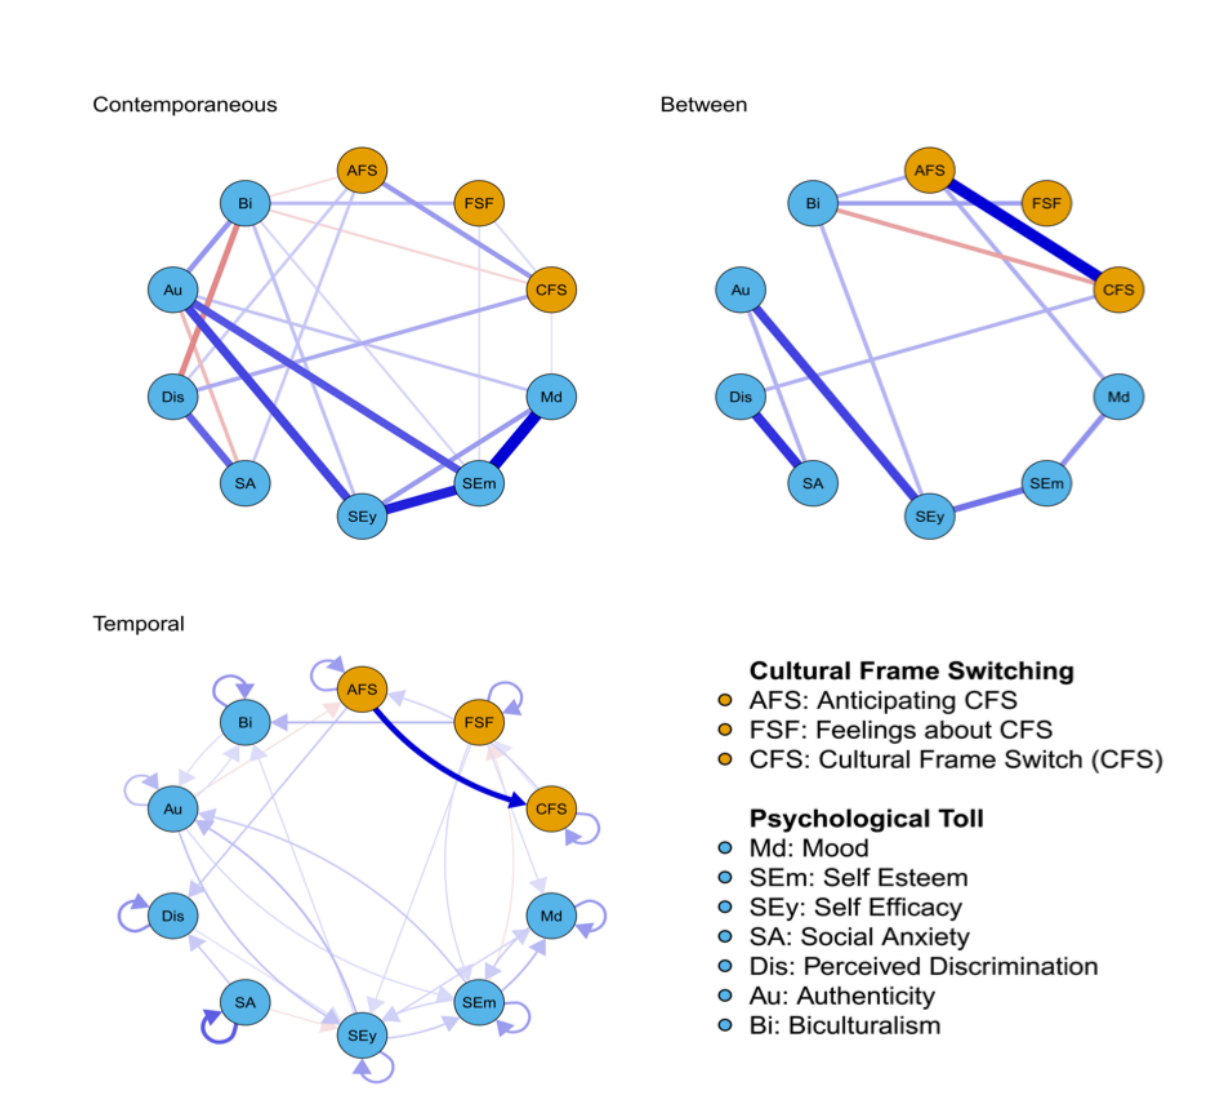 Contemporaneous
Between
AFS
Bi
FSF
Au
CFS
Dis
Md
SA
SEm
SEy
AFS
Bi
FSF
Au
CFS
Dis
Md
SA
SEm
SEy
Temporal
AFS
Bi
FSF
Au
CFS
Dis
Md
SA
SEm
SEy
Cultural Frame Switching
AFS: Anticipating CFS
FSF: Feelings about CFS
CFS: Cultural Frame Switch (CFS)
Psychological Toll
Md: Mood
SEm: Self Esteem
SEy: Self Efficacy
SA: Social Anxiety
Dis: Perceived Discrimination
Au: Authenticity
Bi: Biculturalism